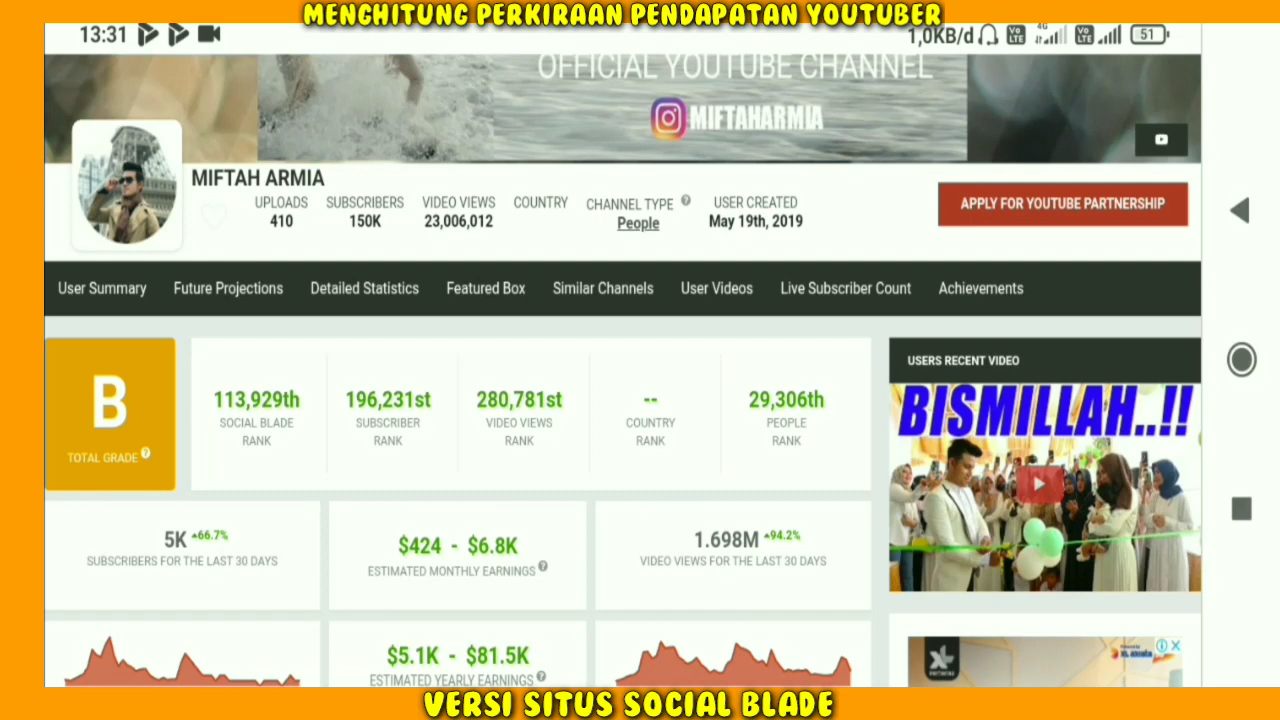 MENGHITUNG PERKIRAAN PENDAPATAN YOUTUBER
13:31
1,0KB/d
Vo
LTE
4G
Vo
LTE
51
OFFICIAL YOUTUBE CHANNEL
MIFTAHARMIA
MIFTAH ARMIA
UPLOADS
410
SUBSCRIBERS
150K
VIDEO VIEWS
23,006,012
COUNTRY
CHANNEL TYPE ?
People
USER CREATED
May 19th, 2019
APPLY FOR YOUTUBE PARTNERSHIP
User Summary Future Projections Detailed Statistics Featured Box Similar Channels User Videos Live Subscriber Count Achievements
B
TOTAL GRADE ?
113,929th
SOCIAL BLADE
RANK
196,231st
SUBSCRIBER
RANK
280,781st
VIDEO VIEWS
RANK
--
COUNTRY
RANK
29,306th
PEOPLE
RANK
USERS RECENT VIDEO
BISMILLAH..!!
5K 66.7%
SUBSCRIBERS FOR THE LAST 30 DAYS
$424 - $6.8K
ESTIMATED MONTHLY EARNINGS ?
1.698M 94.2%
VIDEO VIEWS FOR THE LAST 30 DAYS
$5.1K - $81.5K
ESTIMATED YEARLY EARNINGS ?
XL
VERSI SITUS SOCIAL BLADE